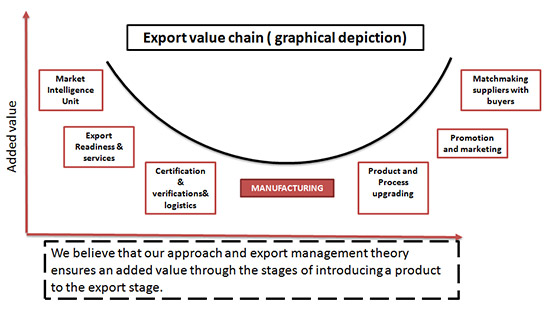 Export value chain ( graphical depiction)
Added value
Market
Intelligence
Unit
Export
Readiness &
services
Certification
&
verifications&
logistics
MANUFACTURING
Product and
Process
upgrading
Promotion
and marketing
Matchmaking
suppliers with
buyers
We believe that our approach and export management theory
ensures an added value through the stages of introducing a product
to the export stage.